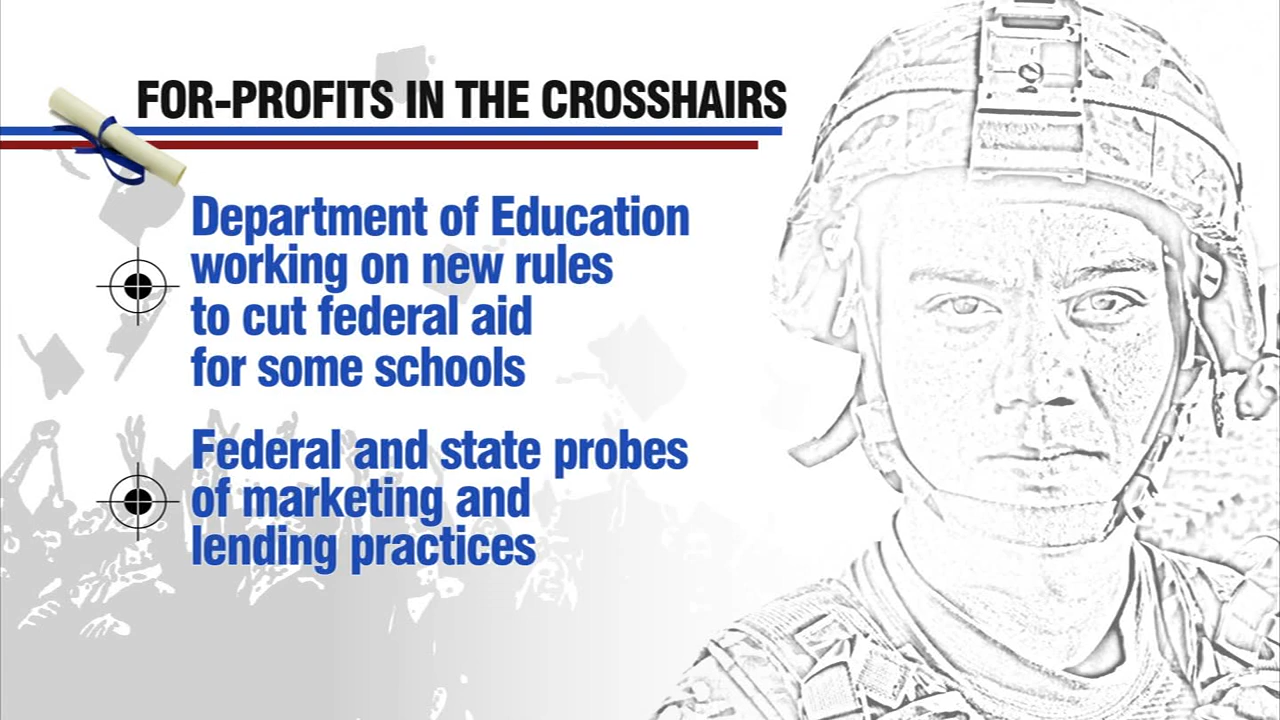 FOR-PROFITS IN THE CROSSHAIRS
Department of Education
working on new rules
to cut federal aid
for some schools
Federal and state probes
of marketing and
lending practices